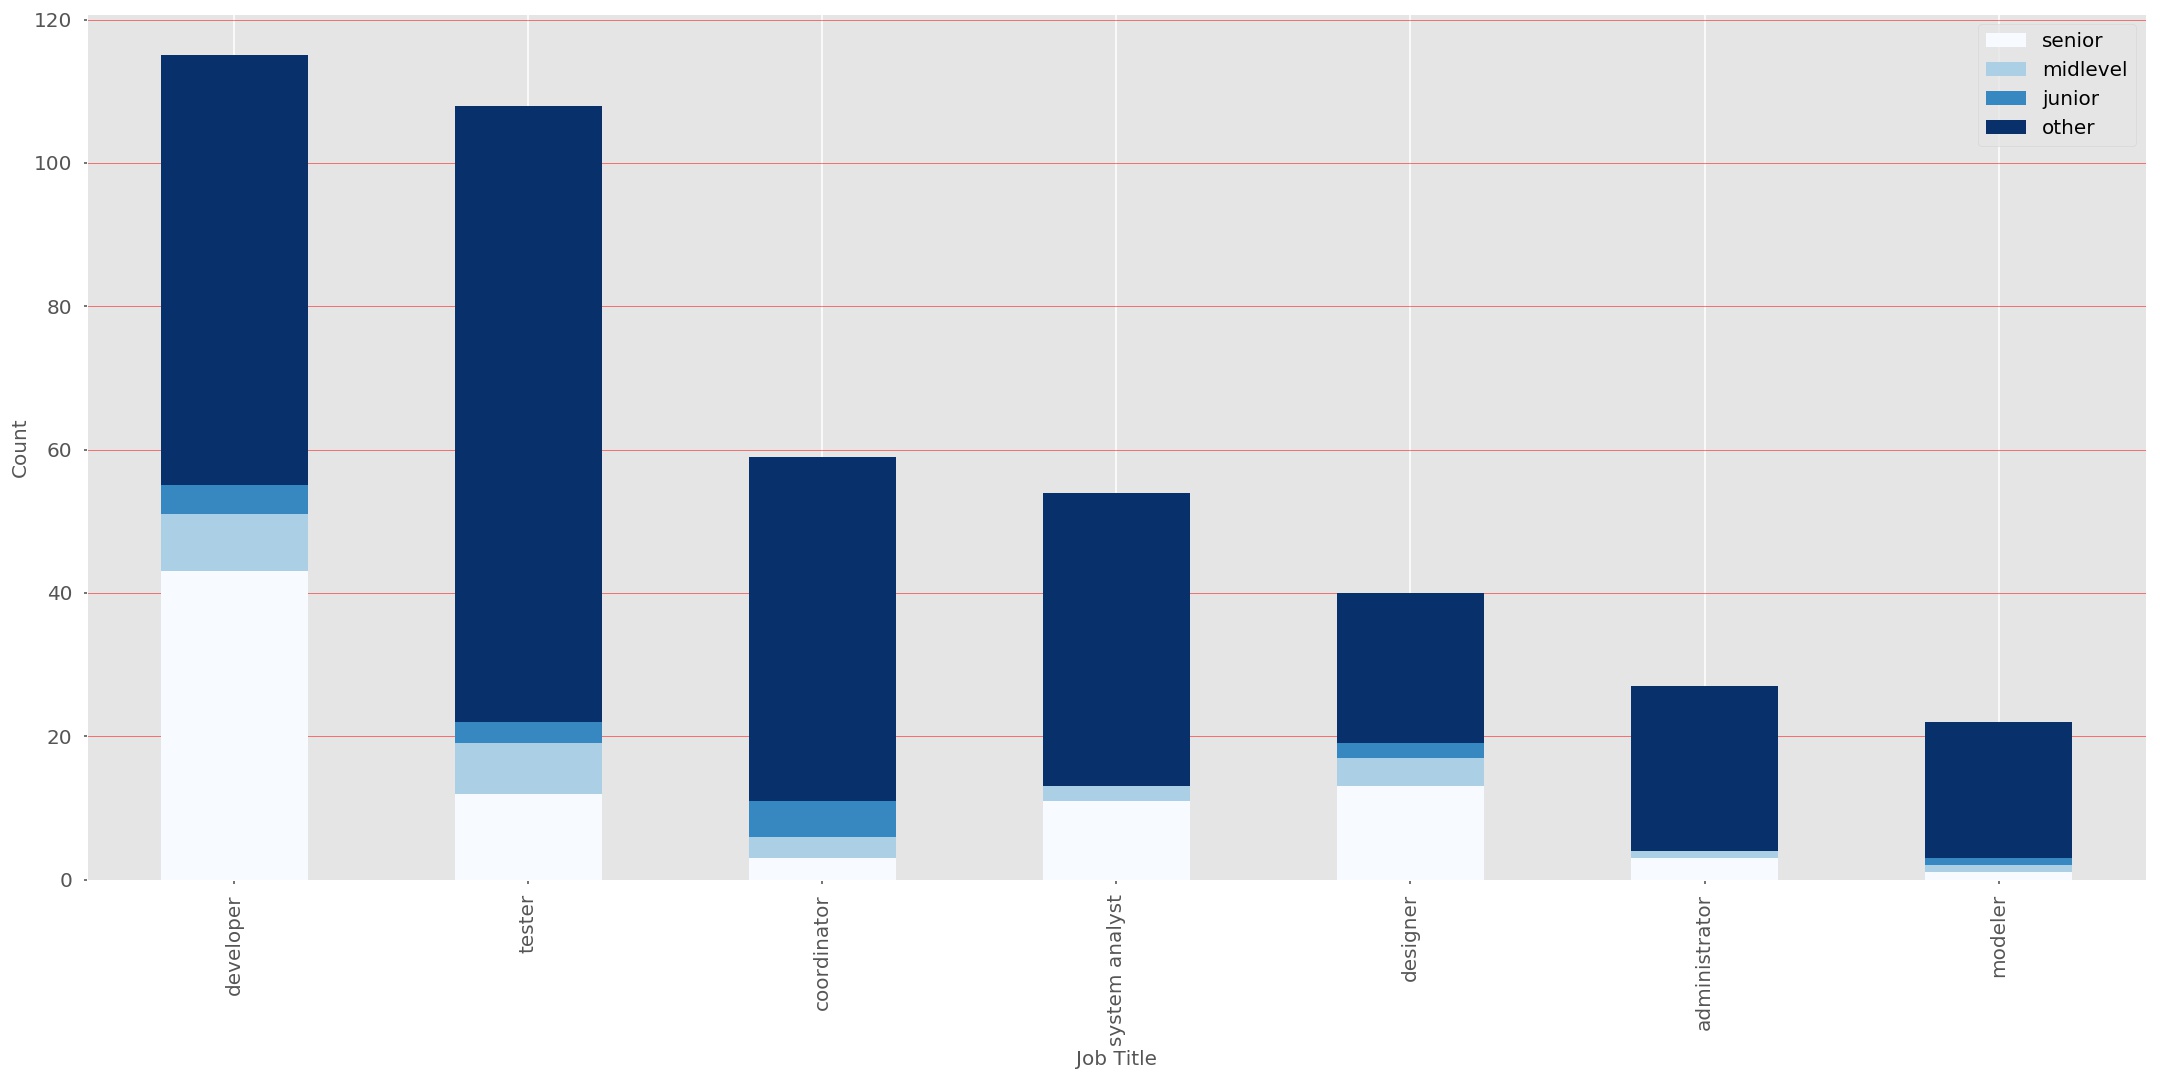 120
100
80
60
40
20
0
Count
senior
midlevel
junior
other
developer
tester
coordinator
system analyst
designer
administrator
modeler
Job Title